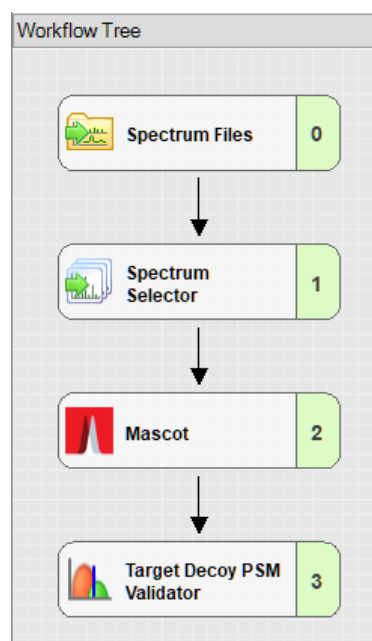 Workflow Tree
Spectrum Files 0
Spectrum
Selector
1
Mascot 2
Target Decoy PSM
Validator
3